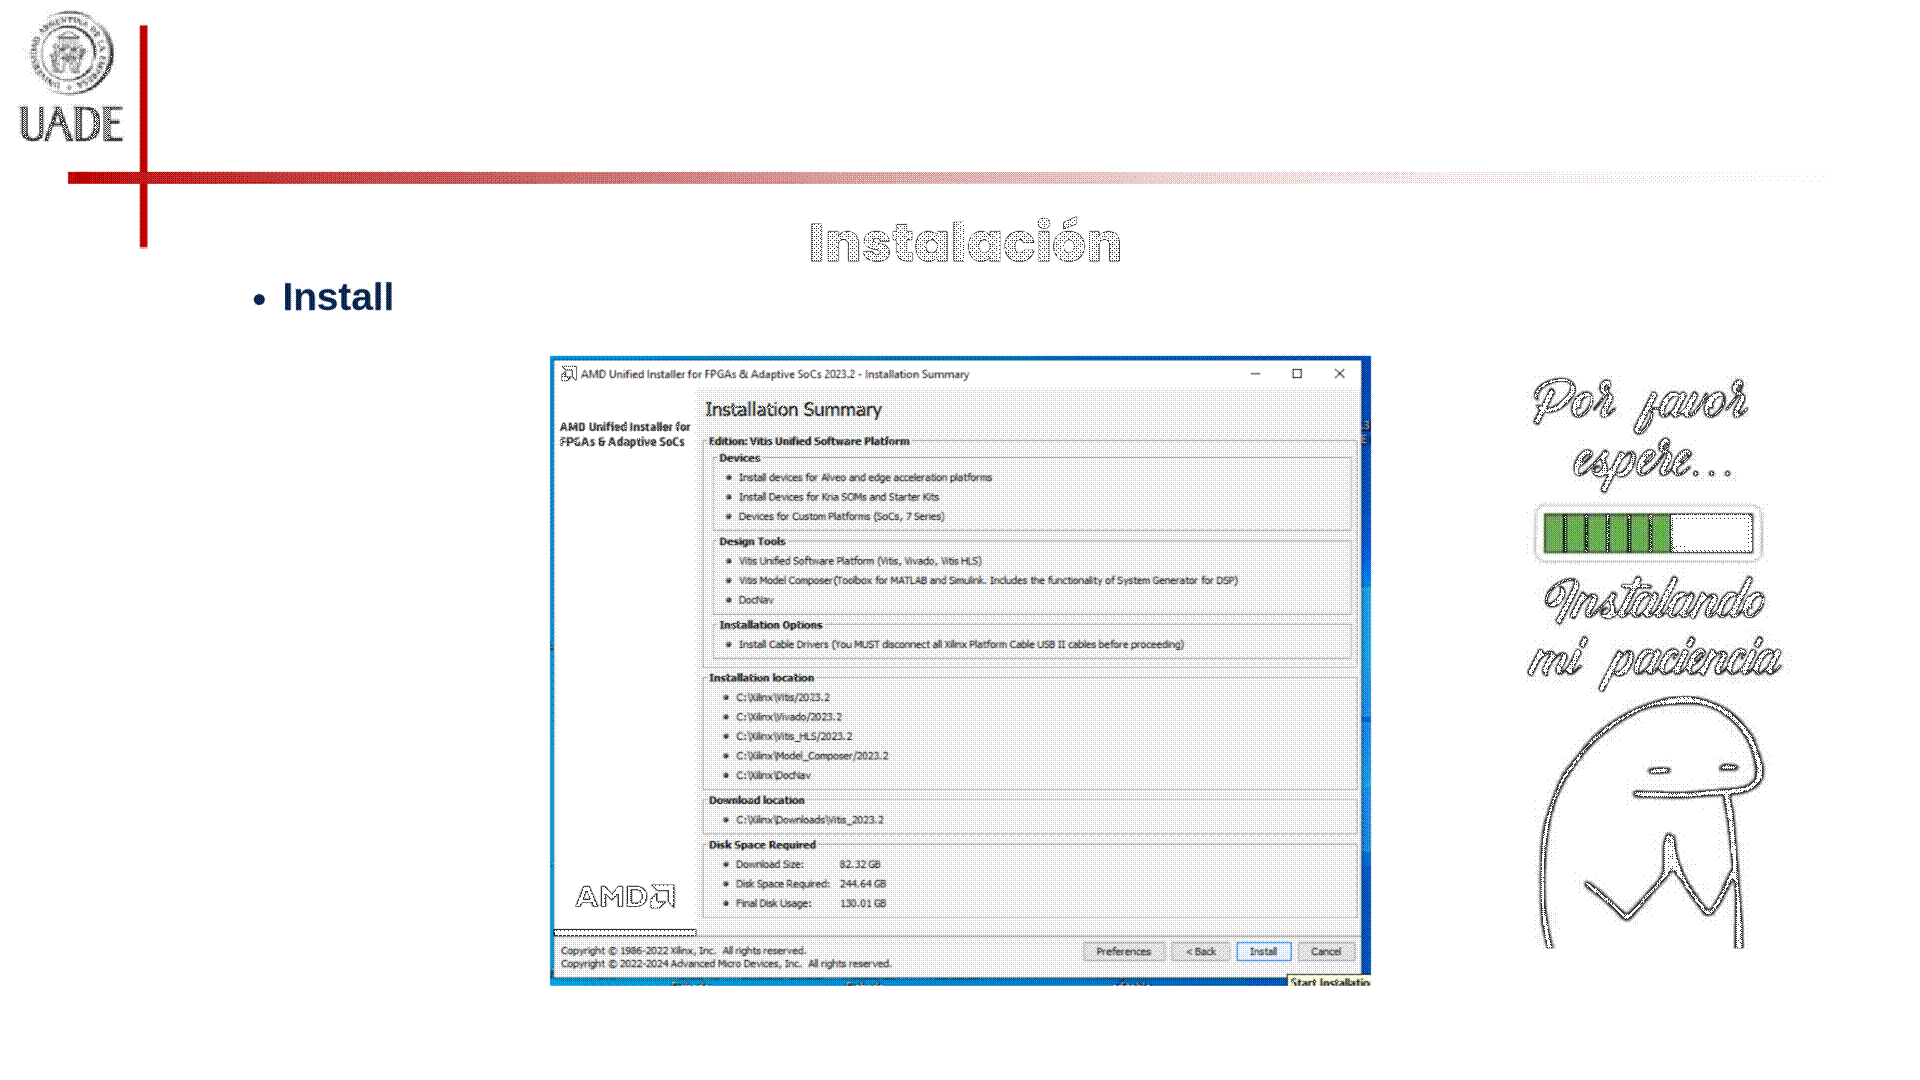 UNIVERSIDAD ARGENTINA DE LA EMPRESA
UADE
Instalación
• Install
AMD Unified Installer for FPGAs & Adaptive SoCs 2023.2 - Installation Summary
AMD Unified Installer for
FPGAs & Adaptive SoCs
Installation Summary
Edition: Vitis Unified Software Platform
Devices
• Install devices for Alveo and edge acceleration platforms
• Install Devices for Kria SOMs and Starter Kits
• Devices for Custom Platforms (SoCs, 7 Series)
Design Tools
• Vitis Unified Software Platform (Vitis, Vivado, Vitis HLS)
• Vitis Model Composer(Toolbox for MATLAB and Simulink. Includes the functionality of System Generator for DSP)
• DocNav
Installation Options
• Install Cable Drivers (You MUST disconnect all Xilinx Platform Cable USB II cables before proceeding)
Installation location
• C:\Xilinx\Vitis/2023.2
• C:\Xilinx\Vivado/2023.2
• C:\Xilinx\Vitis_HLS/2023.2
• C:\Xilinx\Model_Composer/2023.2
• C:\Xilinx\DocNav
Download location
• C:\Xilinx\Downloads\Vitis_2023.2
Disk Space Required
• Download Size: 82.32 GB
• Disk Space Required: 244.64 GB
• Final Disk Usage: 130.01 GB
AMD
Copyright © 1986-2022 Xilinx, Inc. All rights reserved.
Copyright © 2022-2024 Advanced Micro Devices, Inc. All rights reserved.
Preferences
< Back
Install
Cancel
Start Installatio
Por favor
espere...
Instalando
mi paciencia